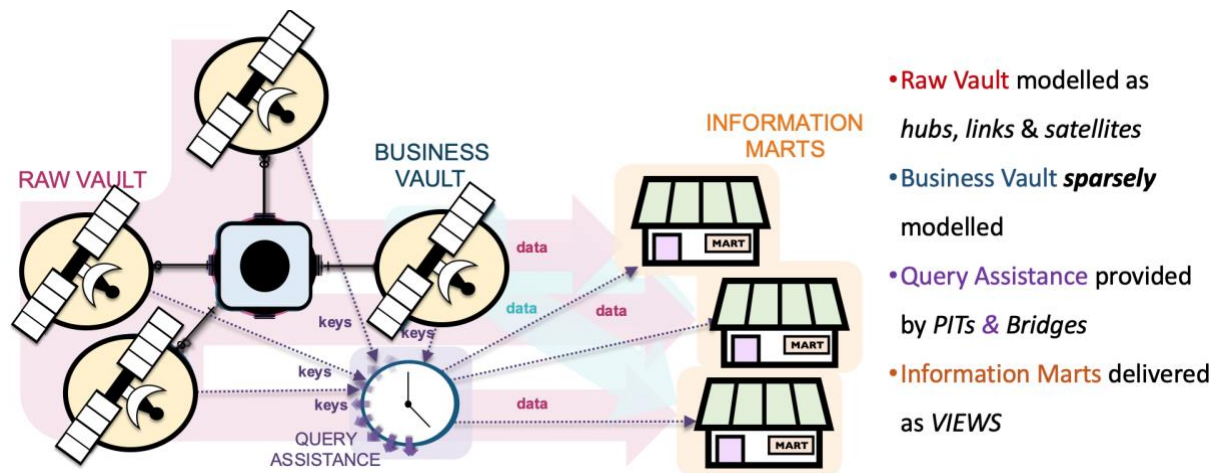 RAW VAULT
BUSINESS
VAULT
INFORMATION
MARTS
data
data
data
data
keys
keys
keys
keys
QUERY
ASSISTANCE
MART
MART
MART
•Raw Vault modelled as
hubs, links & satellites
•Business Vault sparsely
modelled
•Query Assistance provided
by PITs & Bridges
•Information Marts delivered
as VIEWS